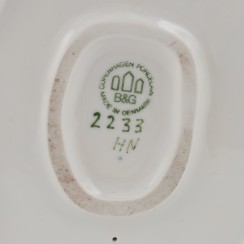 COPENHAGEN PORCELAIN
B&G
MADE IN DENMARK
2233
HN